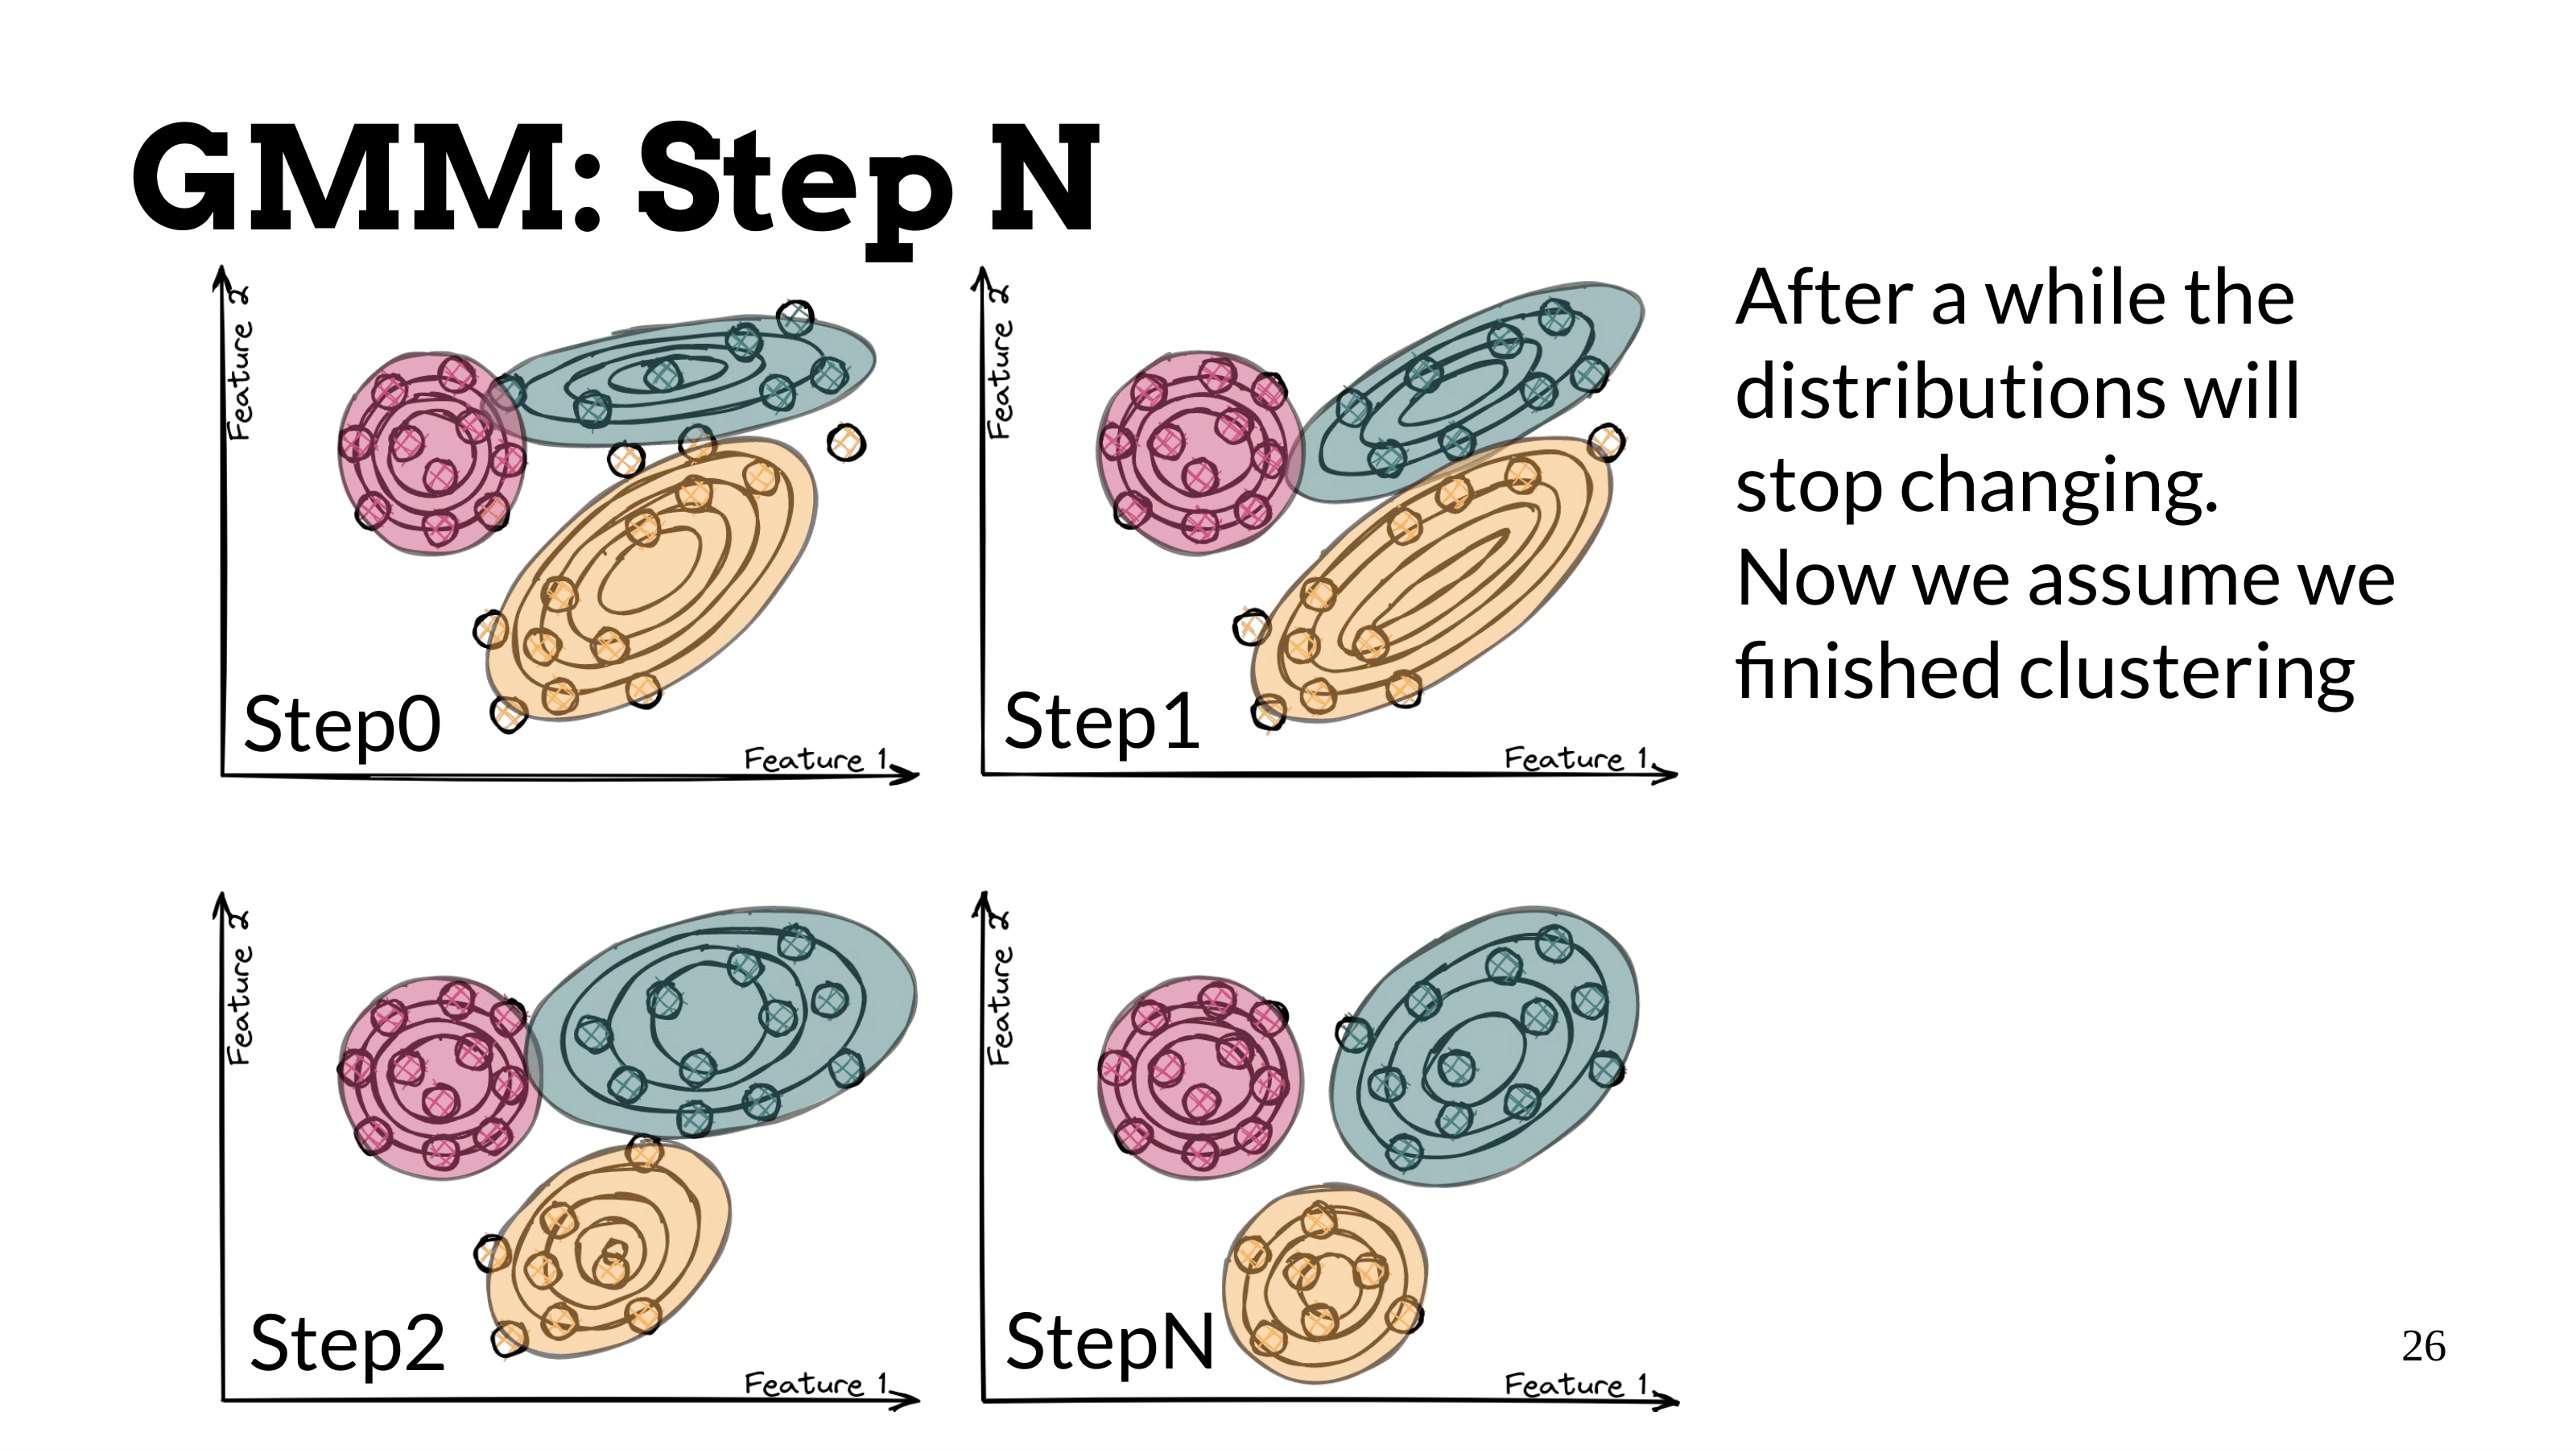 GMM: Step N
Feature 2
Step0
Feature 1
Feature 2
Step1
Feature 1
After a while the
distributions will
stop changing.
Now we assume we
finished clustering
Feature 2
Step2
Feature 1
Feature 2
StepN
Feature 1
26